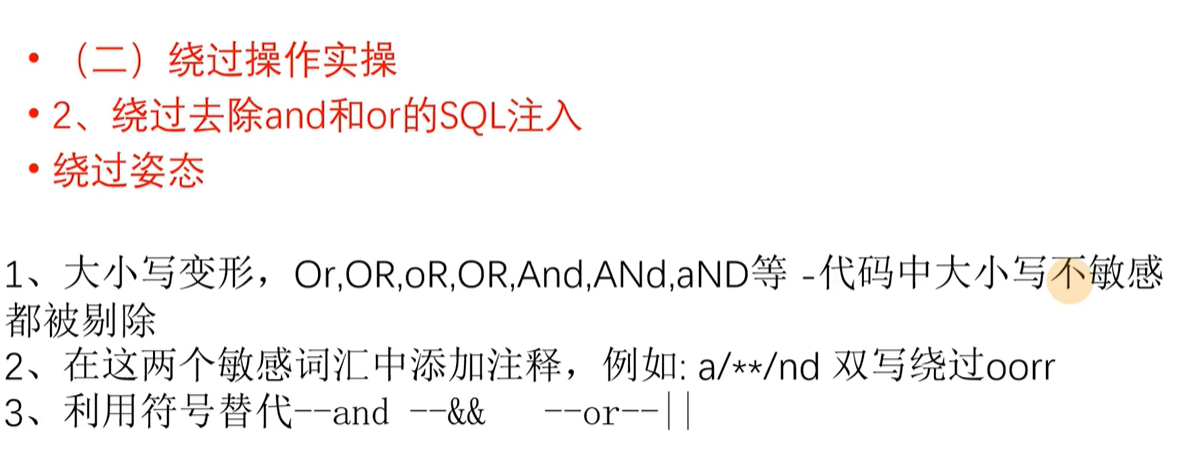 • （二）绕过操作实操
• 2、绕过去除and和or的SQL注入
• 绕过姿态
1、大小写变形，Or,OR,oR,OR,And,ANd,aND等 -代码中大小写不敏感
都被剔除
2、在这两个敏感词汇中添加注释，例如: a/**/nd 双写绕过oorr
3、利用符号替代--and --&& --or--||